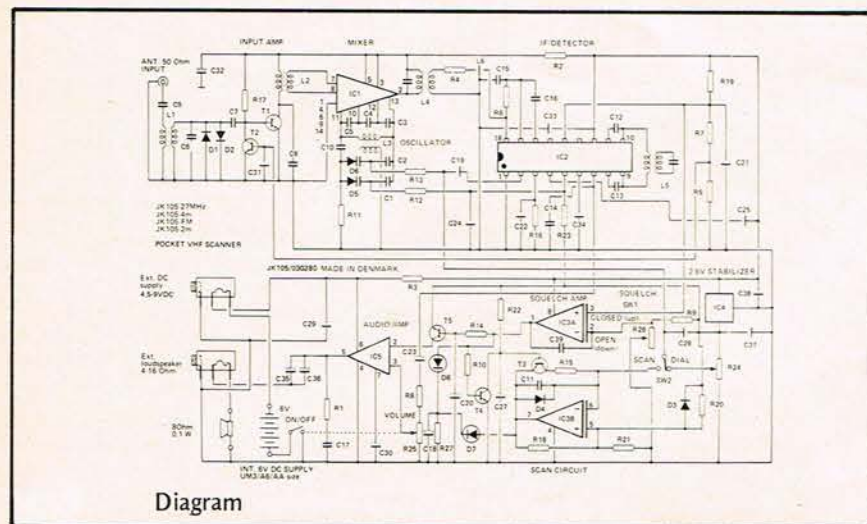 INPUT AMP. MIXER IF/DETECTOR
ANT. 50 Ohm
INPUT
C32
L2
IC1
L4
R4
L6
C15
R2
R19
C5
L1
C7
R17
T1
T2
C6
D1
D2
C31
C10
L3
OSCILLATOR
C3
C2
C1
D5
R11
R13
R12
C19
C24
C16
C33
C12
IC2
L5
C13
R7
R5
C21
C22
R16
C14
R23
C34
C25
JK105 27MHz
JK105 4m
JK105 FM
JK105 2m
POCKET VHF SCANNER
JK105/030280 MADE IN DENMARK
2.8V STABILIZER
Ext. DC
supply
4,5-9VDC
R3
T5
R22
SQUELCH AMP
SQUELCH
SW1
CLOSED (up)
OPEN
(down)
IC3A
C39
R28
R9
IC4
C38
C37
C28
C29
AUDIO AMP
IC5
C23
D8
R14
R10
T4
T3
R15
SCAN
DIAL
SW2
R24
Ext.
loudspeaker
4-16 Ohm
C35
C36
R8
C20
C27
C11
D4
IC3B
D3
R20
8Ohm
0,1 W
6V
ON/OFF
R1
C17
VOLUME
C30
C18
R27
D7
R18
R21
INT. 6V DC SUPPLY
UM3/A6/AA size
SCAN CIRCUIT
Diagram